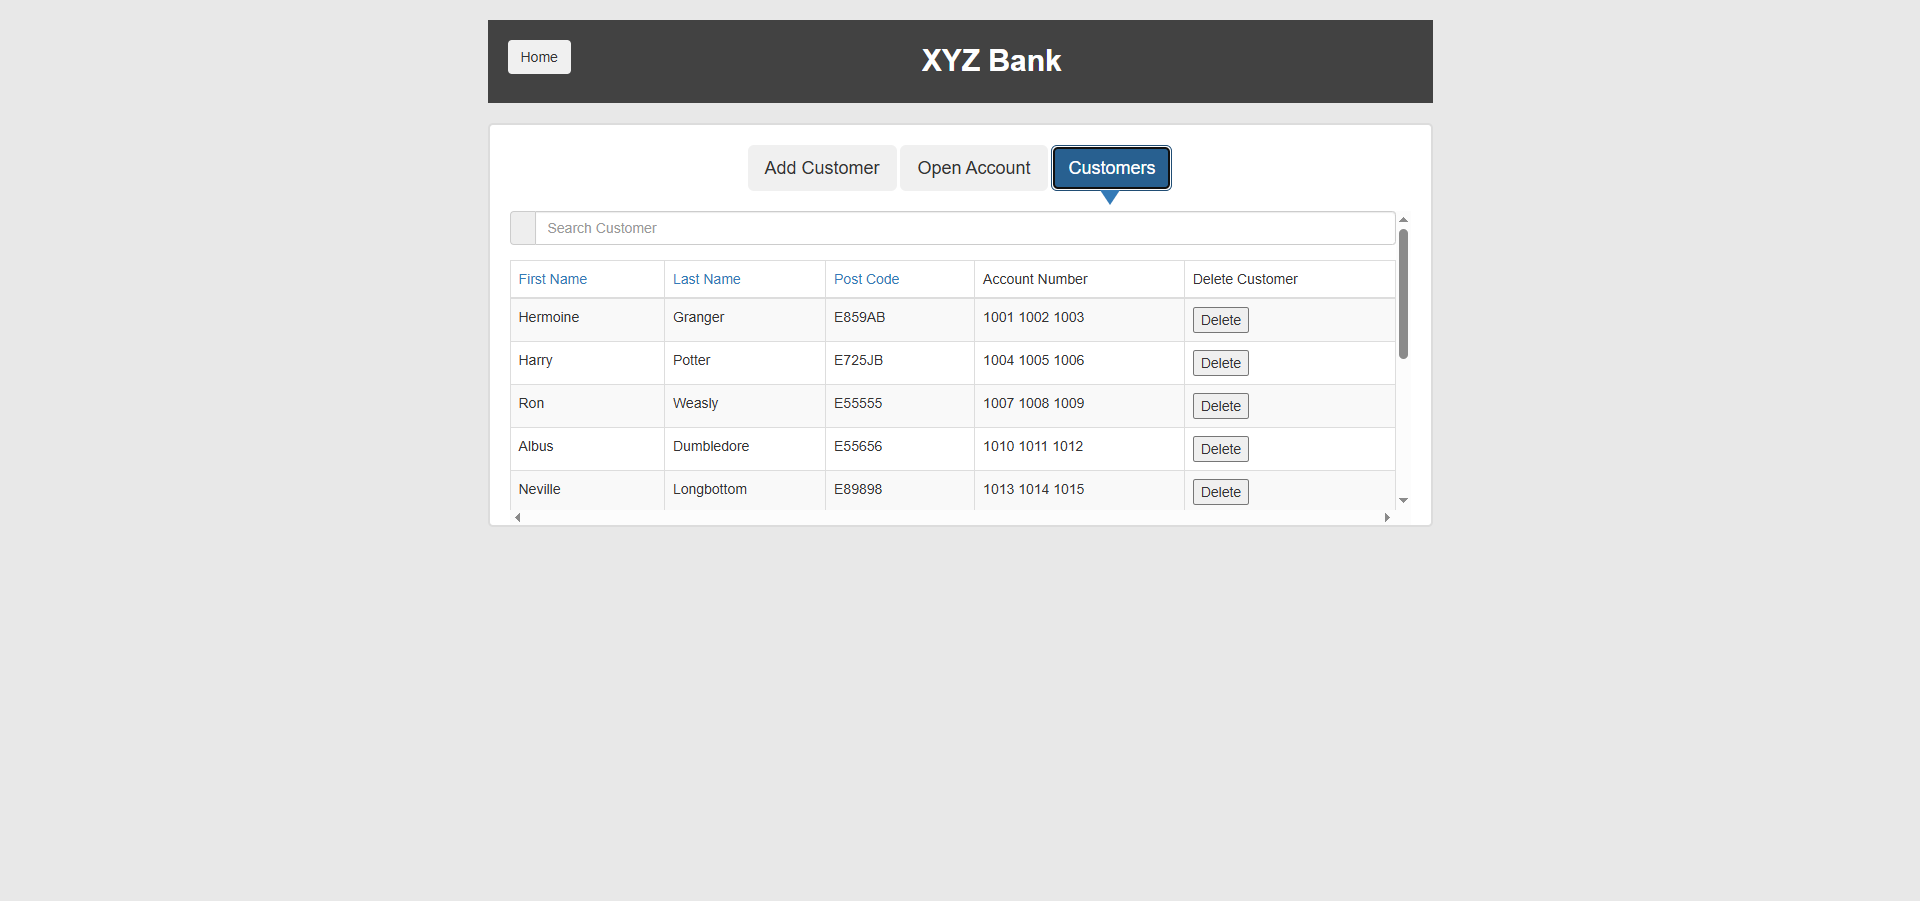 Home
XYZ Bank
Add Customer Open Account Customers
Search Customer
First Name Last Name Post Code Account Number Delete Customer
Hermoine Granger E859AB 1001 1002 1003 Delete
Harry Potter E725JB 1004 1005 1006 Delete
Ron Weasly E55555 1007 1008 1009 Delete
Albus Dumbledore E55656 1010 1011 1012 Delete
Neville Longbottom E89898 1013 1014 1015 Delete